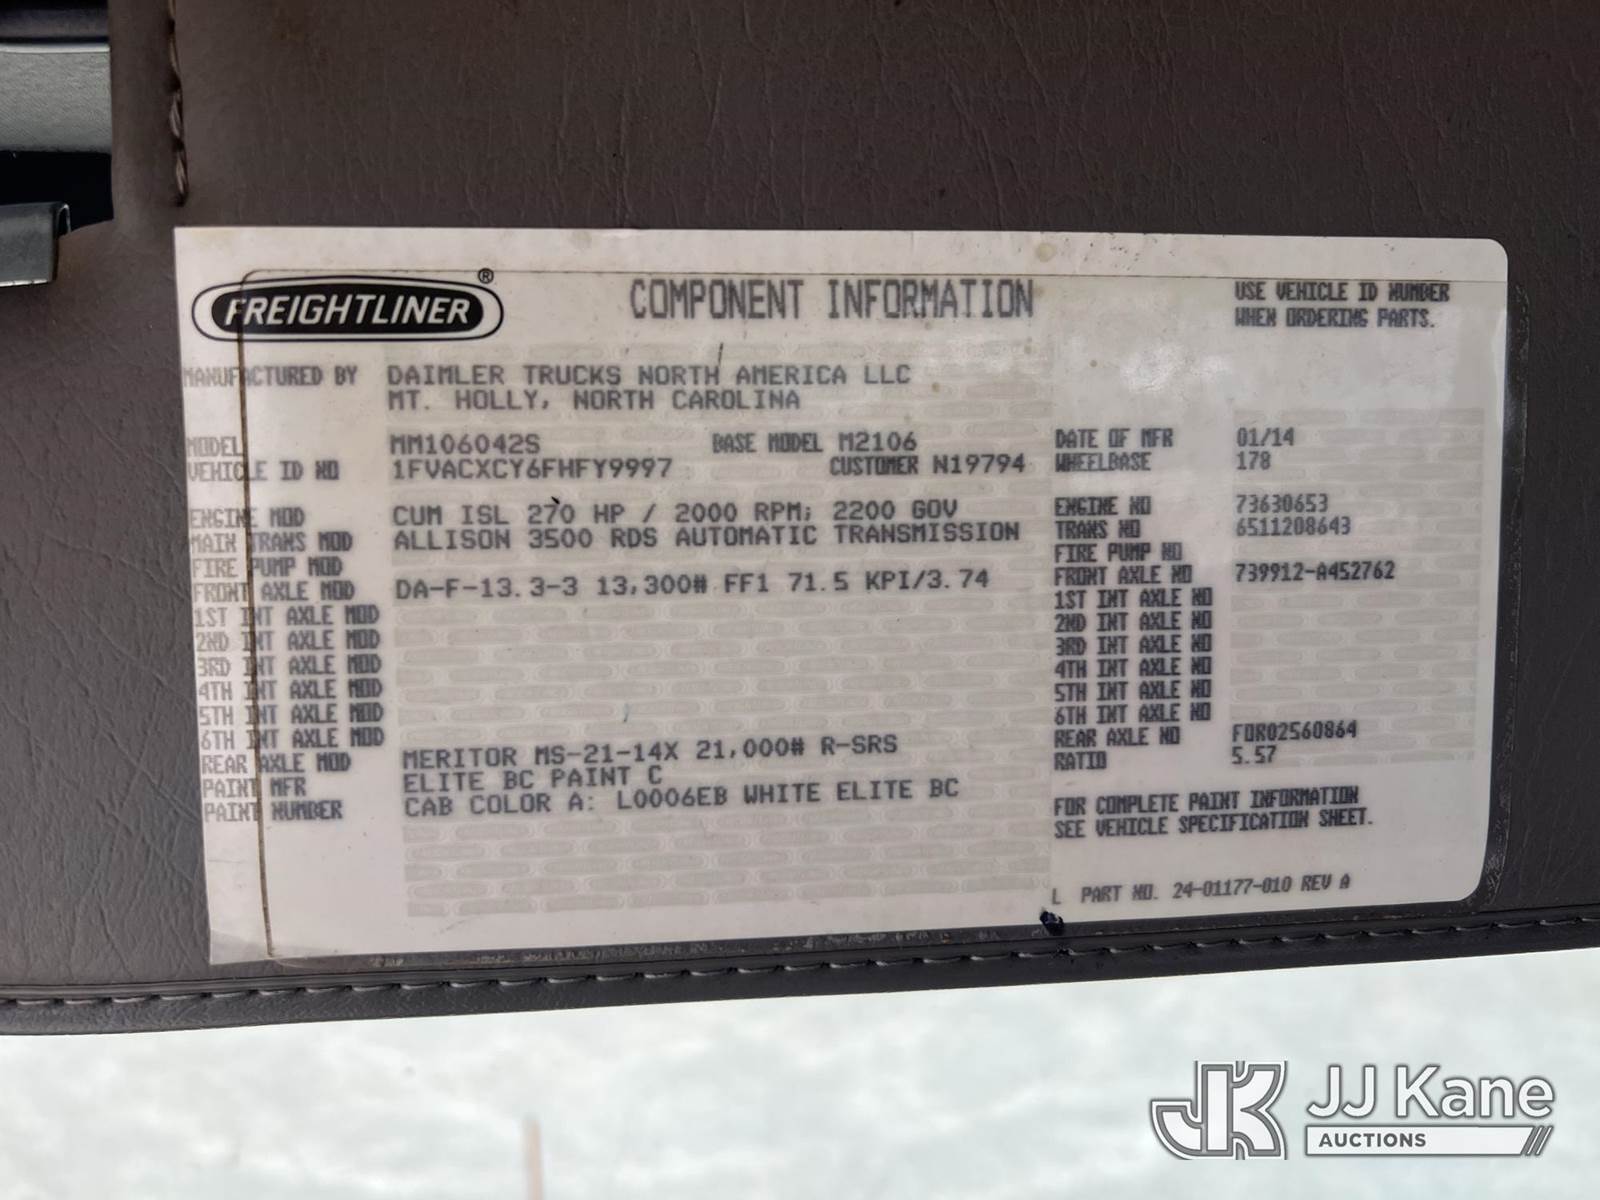 FREIGHTLINER ®
COMPONENT INFORMATION
USE VEHICLE ID NUMBER
WHEN ORDERING PARTS.
MANUFACTURED BY DAIMLER TRUCKS NORTH AMERICA LLC
MT. HOLLY, NORTH CAROLINA
MODEL MM106042S BASE MODEL M2106 DATE OF MFR 01/14
VEHICLE ID NO 1FVACXCY6FHFY9997 CUSTOMER N19794 WHEELBASE 178
ENGINE MOD CUM ISL 270 HP / 2000 RPM; 2200 GOV ENGINE NO 73630653
MAIN TRANS MOD ALLISON 3500 RDS AUTOMATIC TRANSMISSION TRANS NO 6511208643
FIRE PUMP MOD FIRE PUMP NO
FRONT AXLE MOD DA-F-13.3-3 13,300# FF1 71.5 KPI/3.74 FRONT AXLE NO 739912-A452762
1ST INT AXLE MOD 1ST INT AXLE NO
2ND INT AXLE MOD 2ND INT AXLE NO
3RD INT AXLE MOD 3RD INT AXLE NO
4TH INT AXLE MOD 4TH INT AXLE NO
5TH INT AXLE MOD 5TH INT AXLE NO
6TH INT AXLE MOD 6TH INT AXLE NO
REAR AXLE MOD MERITOR MS-21-14X 21,000# R-SRS REAR AXLE NO FOR02560864
PAINT MFR ELITE BC PAINT C RATIO 5.57
PAINT NUMBER CAB COLOR A: L0006EB WHITE ELITE BC
FOR COMPLETE PAINT INFORMATION
SEE VEHICLE SPECIFICATION SHEET.
L PART NO. 24-01177-010 REV A
JK JJ Kane
AUCTIONS